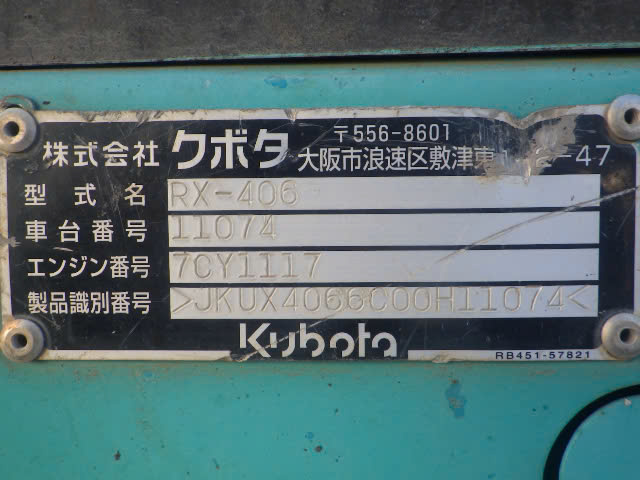 株式会社 クボタ 〒556-8601
大阪市浪速区敷津東 47
型式名 RX-406
車台番号 11074
エンジン番号 7CY1117
製品識別番号 >JKUX4066C00H11074<
Kubota
RB451-57821